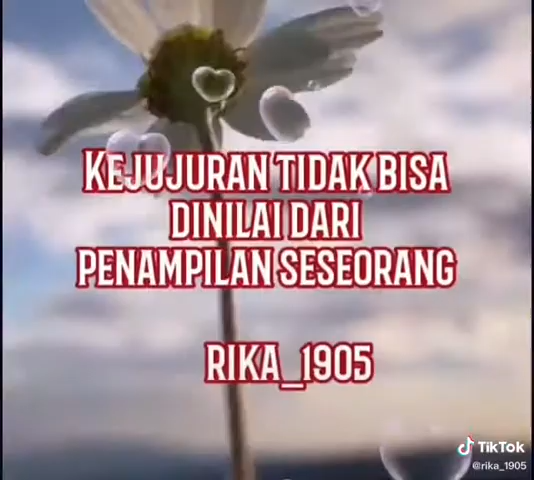 KEJUJURAN TIDAK BISA
DINILAI DARI
PENAMPILAN SESEORANG
RIKA_1905
TikTok
@rika_1905